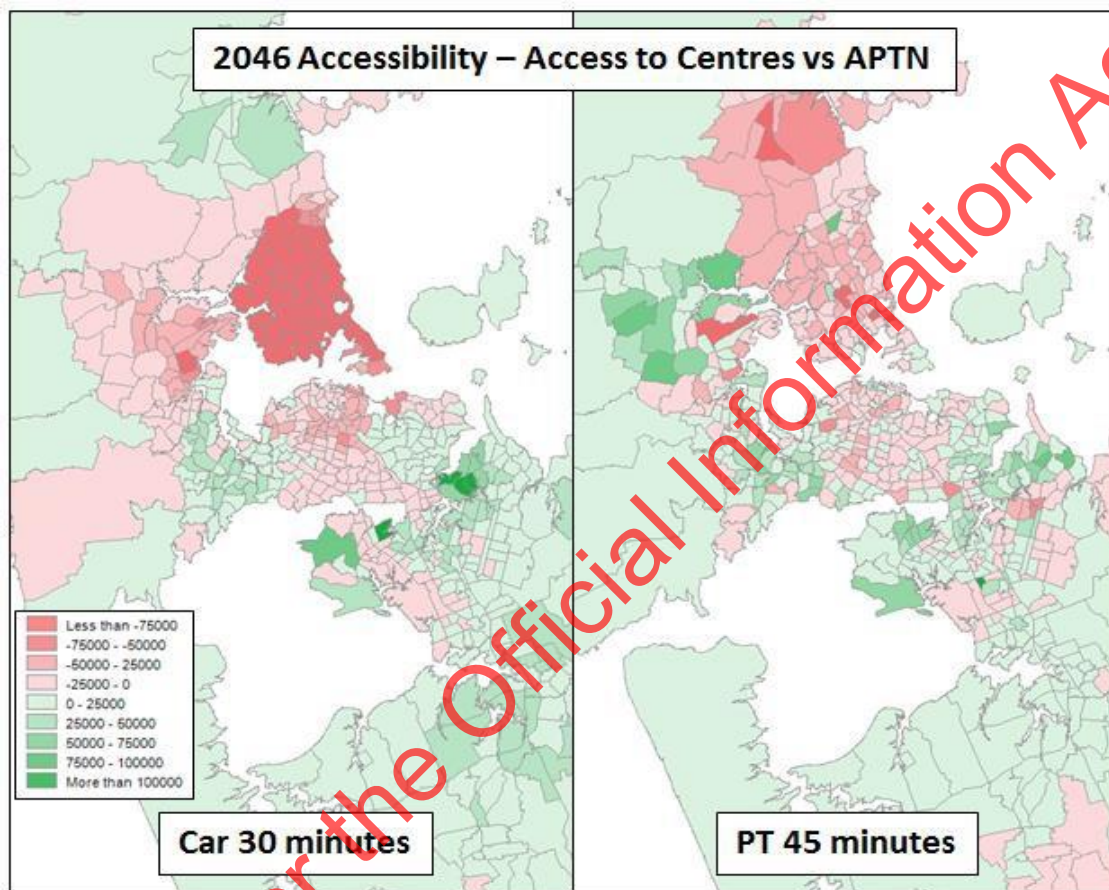 2046 Accessibility – Access to Centres vs APTN
Less than -75000
-75000 - -50000
-50000 - 25000
-25000 - 0
0 - 25000
25000 - 50000
50000 - 75000
75000 - 100000
More than 100000
Car 30 minutes
PT 45 minutes
the Official Information